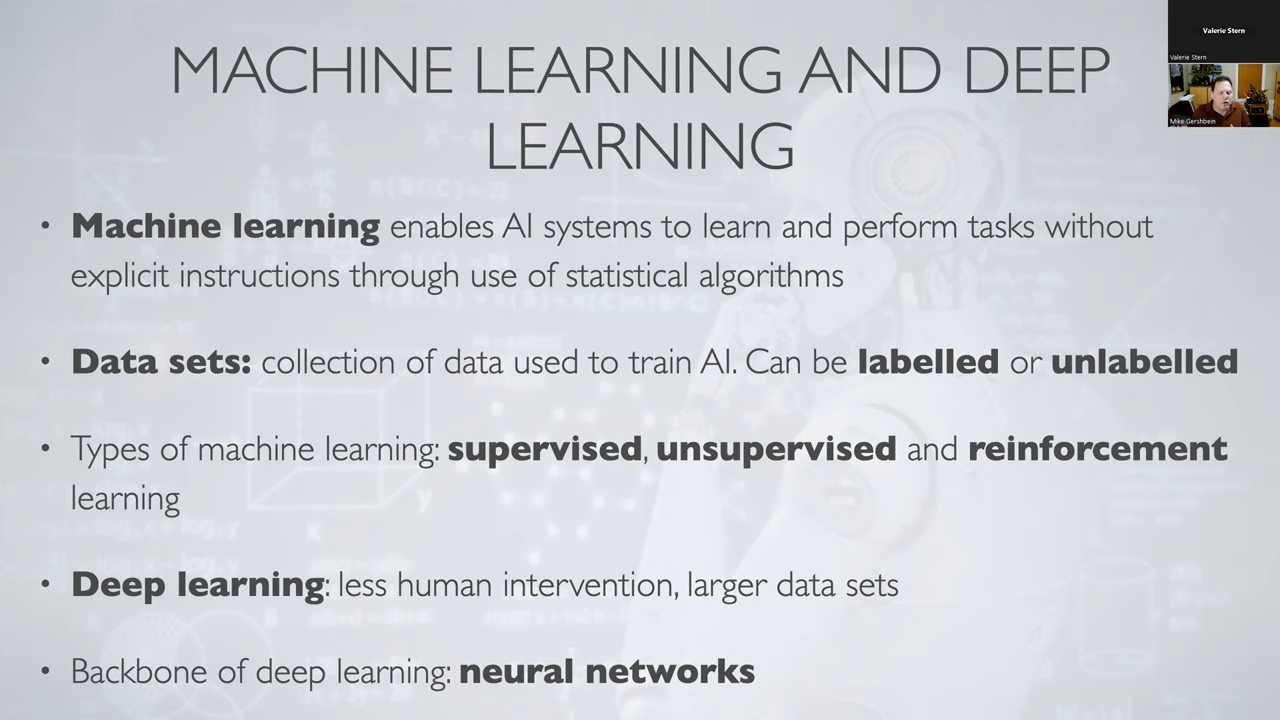 MACHINE LEARNING AND DEEP
LEARNING
Valerie Stern
Valerie Stern
Mike Gershbein
• Machine learning enables AI systems to learn and perform tasks without
explicit instructions through use of statistical algorithms
• Data sets: collection of data used to train AI. Can be labelled or unlabelled
• Types of machine learning: supervised, unsupervised and reinforcement
learning
• Deep learning: less human intervention, larger data sets
• Backbone of deep learning: neural networks